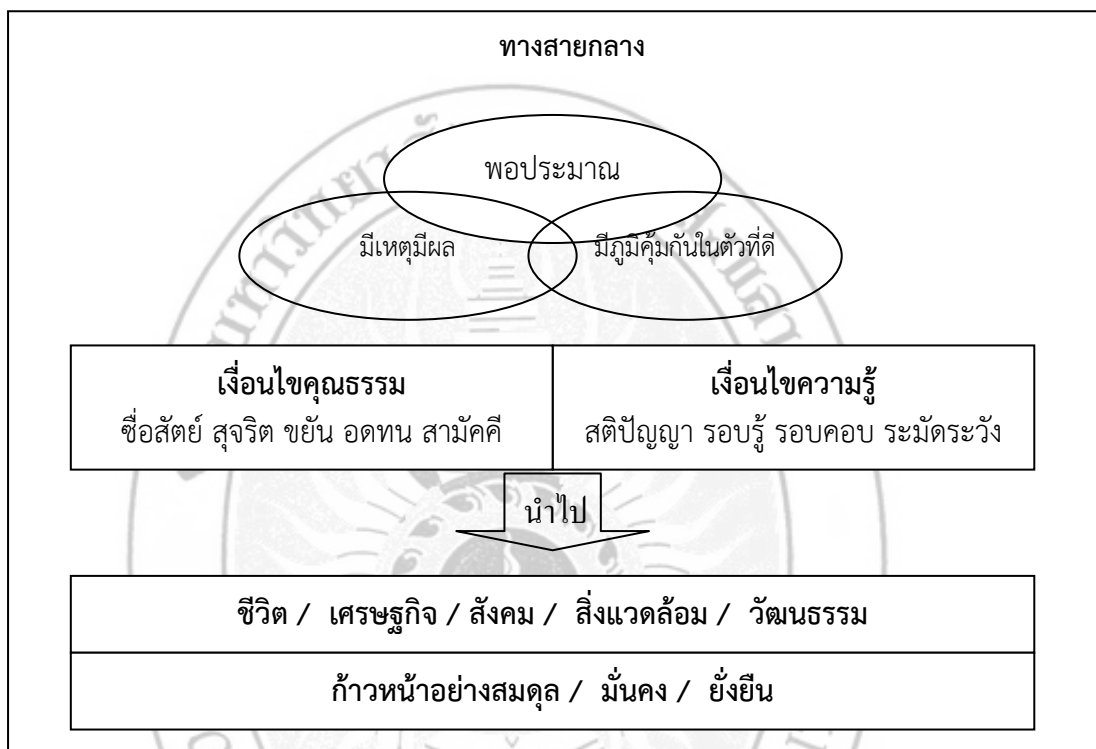 ทางสายกลาง
พอประมาณ
มีเหตุมีผล
มีภูมิคุ้มกันในตัวที่ดี
เงื่อนไขคุณธรรม
ซื่อสัตย์ สุจริต ขยัน อดทน สามัคคี
เงื่อนไขความรู้
สติปัญญา รอบรู้ รอบคอบ ระมัดระวัง
นำไป
ชีวิต / เศรษฐกิจ / สังคม / สิ่งแวดล้อม / วัฒนธรรม
ก้าวหน้าอย่างสมดุล / มั่นคง / ยั่งยืน